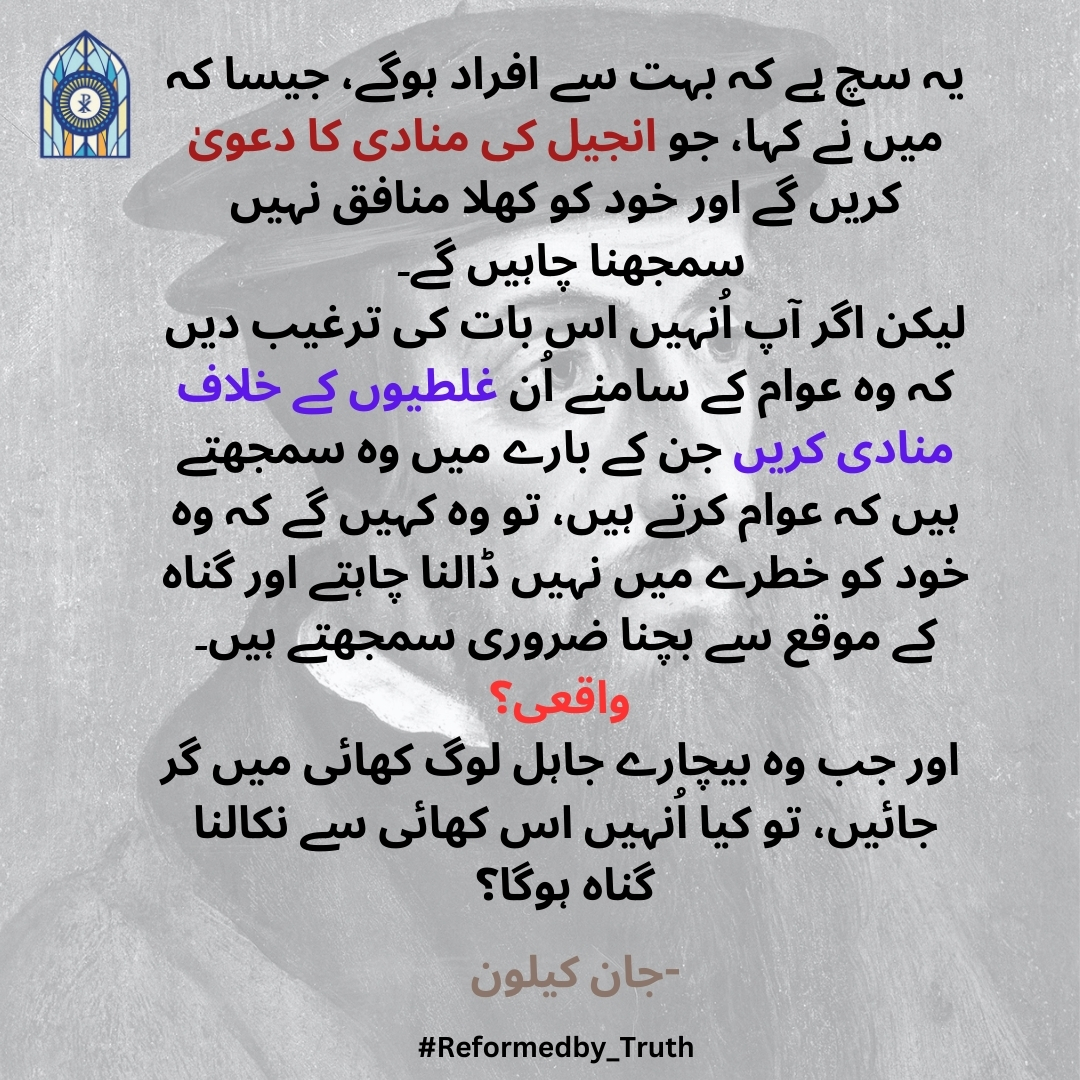 یہ سچ ہے کہ بہت سے افراد ہوگے، جیسا کہ
میں نے کہا، جو انجیل کی منادی کا دعویٰ
کریں گے اور خود کو کھلا منافق نہیں
سمجھنا چاہیں گے۔
لیکن اگر آپ اُنہیں اس بات کی ترغیب دیں
کہ وہ عوام کے سامنے اُن غلطیوں کے خلاف
منادی کریں جن کے بارے میں وہ سمجھتے
ہیں کہ عوام کرتے ہیں، تو وہ کہیں گے کہ وہ
خود کو خطرے میں نہیں ڈالنا چاہتے اور گناہ
کے موقع سے بچنا ضروری سمجھتے ہیں۔
واقعی؟
اور جب وہ بیچارے جاہل لوگ کھائی میں گر
جائیں، تو کیا اُنہیں اس کھائی سے نکالنا
گناہ ہوگا؟
-جان کیلون
#Reformedby_Truth